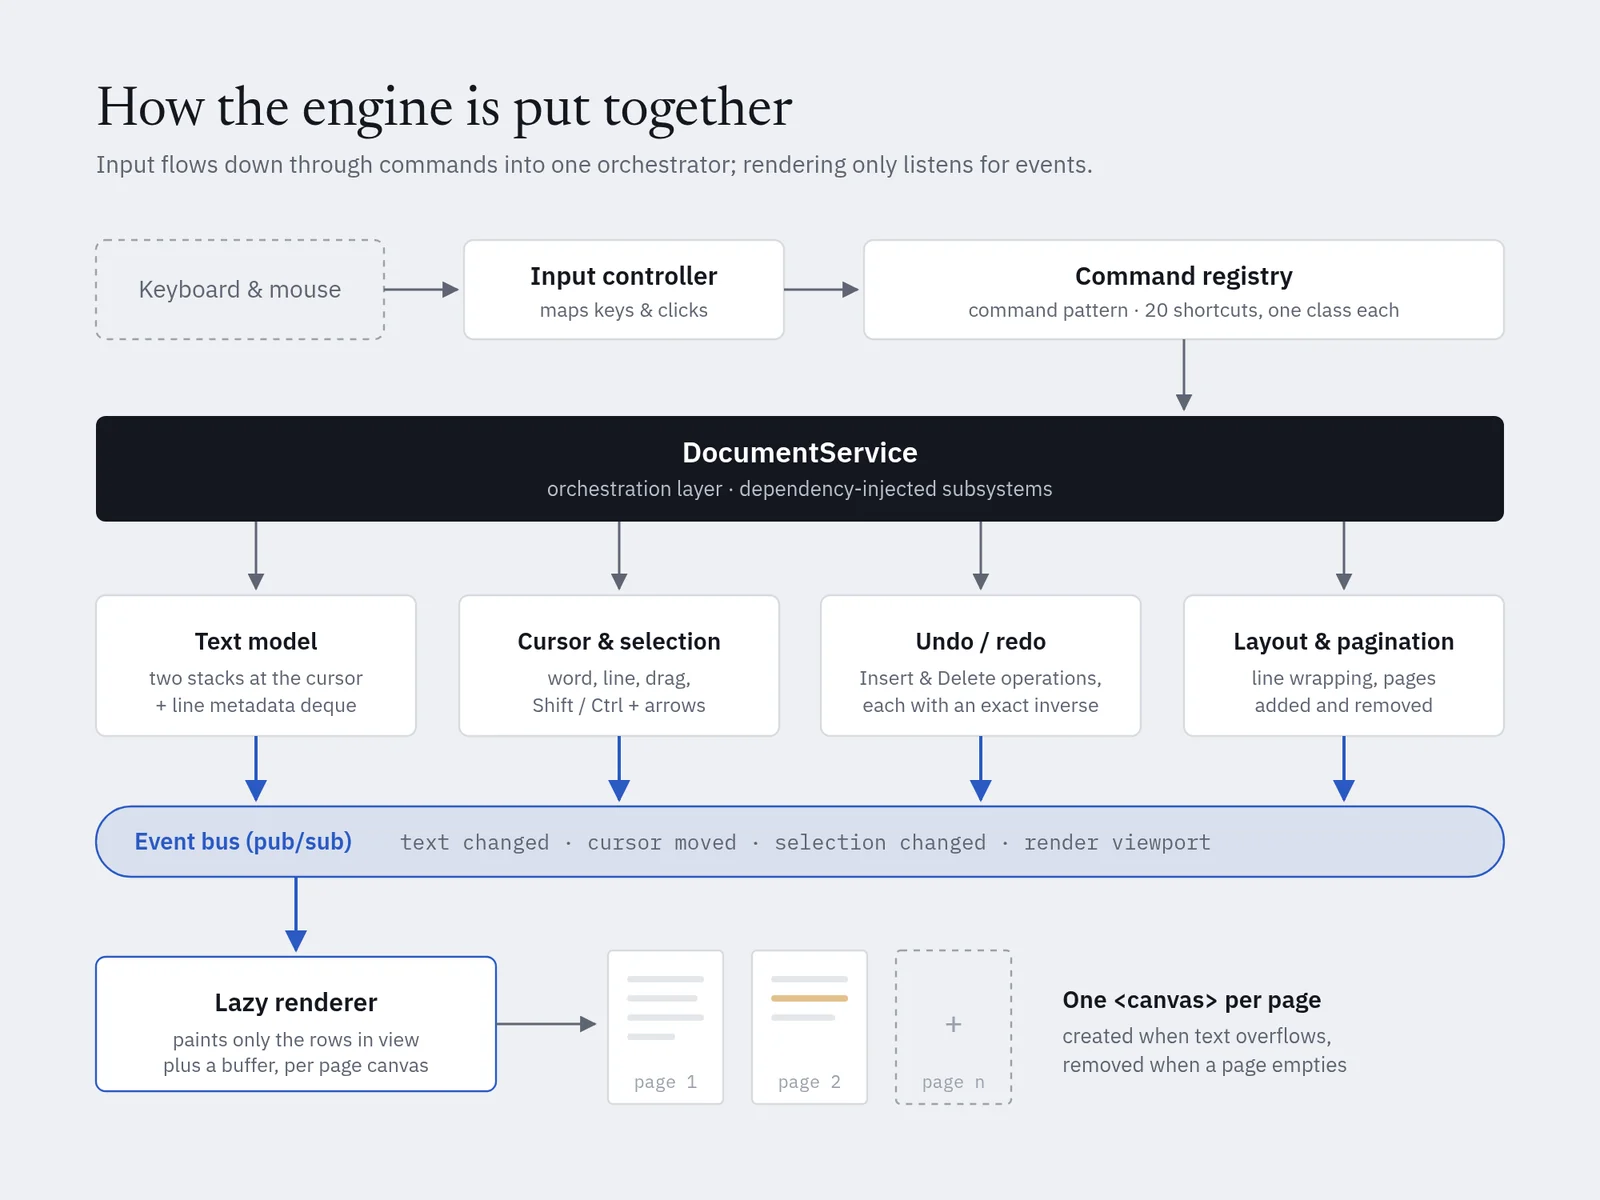 How the engine is put together
Input flows down through commands into one orchestrator; rendering only listens for events.
Keyboard & mouse
Input controller
maps keys & clicks
Command registry
command pattern · 20 shortcuts, one class each
DocumentService
orchestration layer · dependency-injected subsystems
Text model
two stacks at the cursor
+ line metadata deque
Cursor & selection
word, line, drag,
Shift / Ctrl + arrows
Undo / redo
Insert & Delete operations,
each with an exact inverse
Layout & pagination
line wrapping, pages
added and removed
Event bus (pub/sub)
text changed · cursor moved · selection changed · render viewport
Lazy renderer
paints only the rows in view
plus a buffer, per page canvas
page 1
page 2
+
page n
One <canvas> per page
created when text overflows,
removed when a page empties